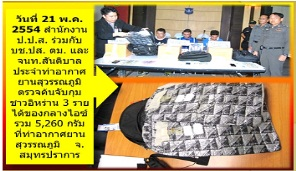 วันที่ 21 พ.ค.
2554 สำนักงาน
ป.ป.ส. ร่วมกับ
บช.ปส. ตม. และ
จนท.ศันติบาล
ประจำท่าอากาศ
ยานสุวรรณภูมิ
ตรวจค้นจับกุม
ชาวอิหร่าน 3 ราย
ได้ของกลางไอซ์
รวม 5,260 กรัม
ที่ท่าอากาศยาน
สุวรรณภูมิ จ.
สมุทรปราการ